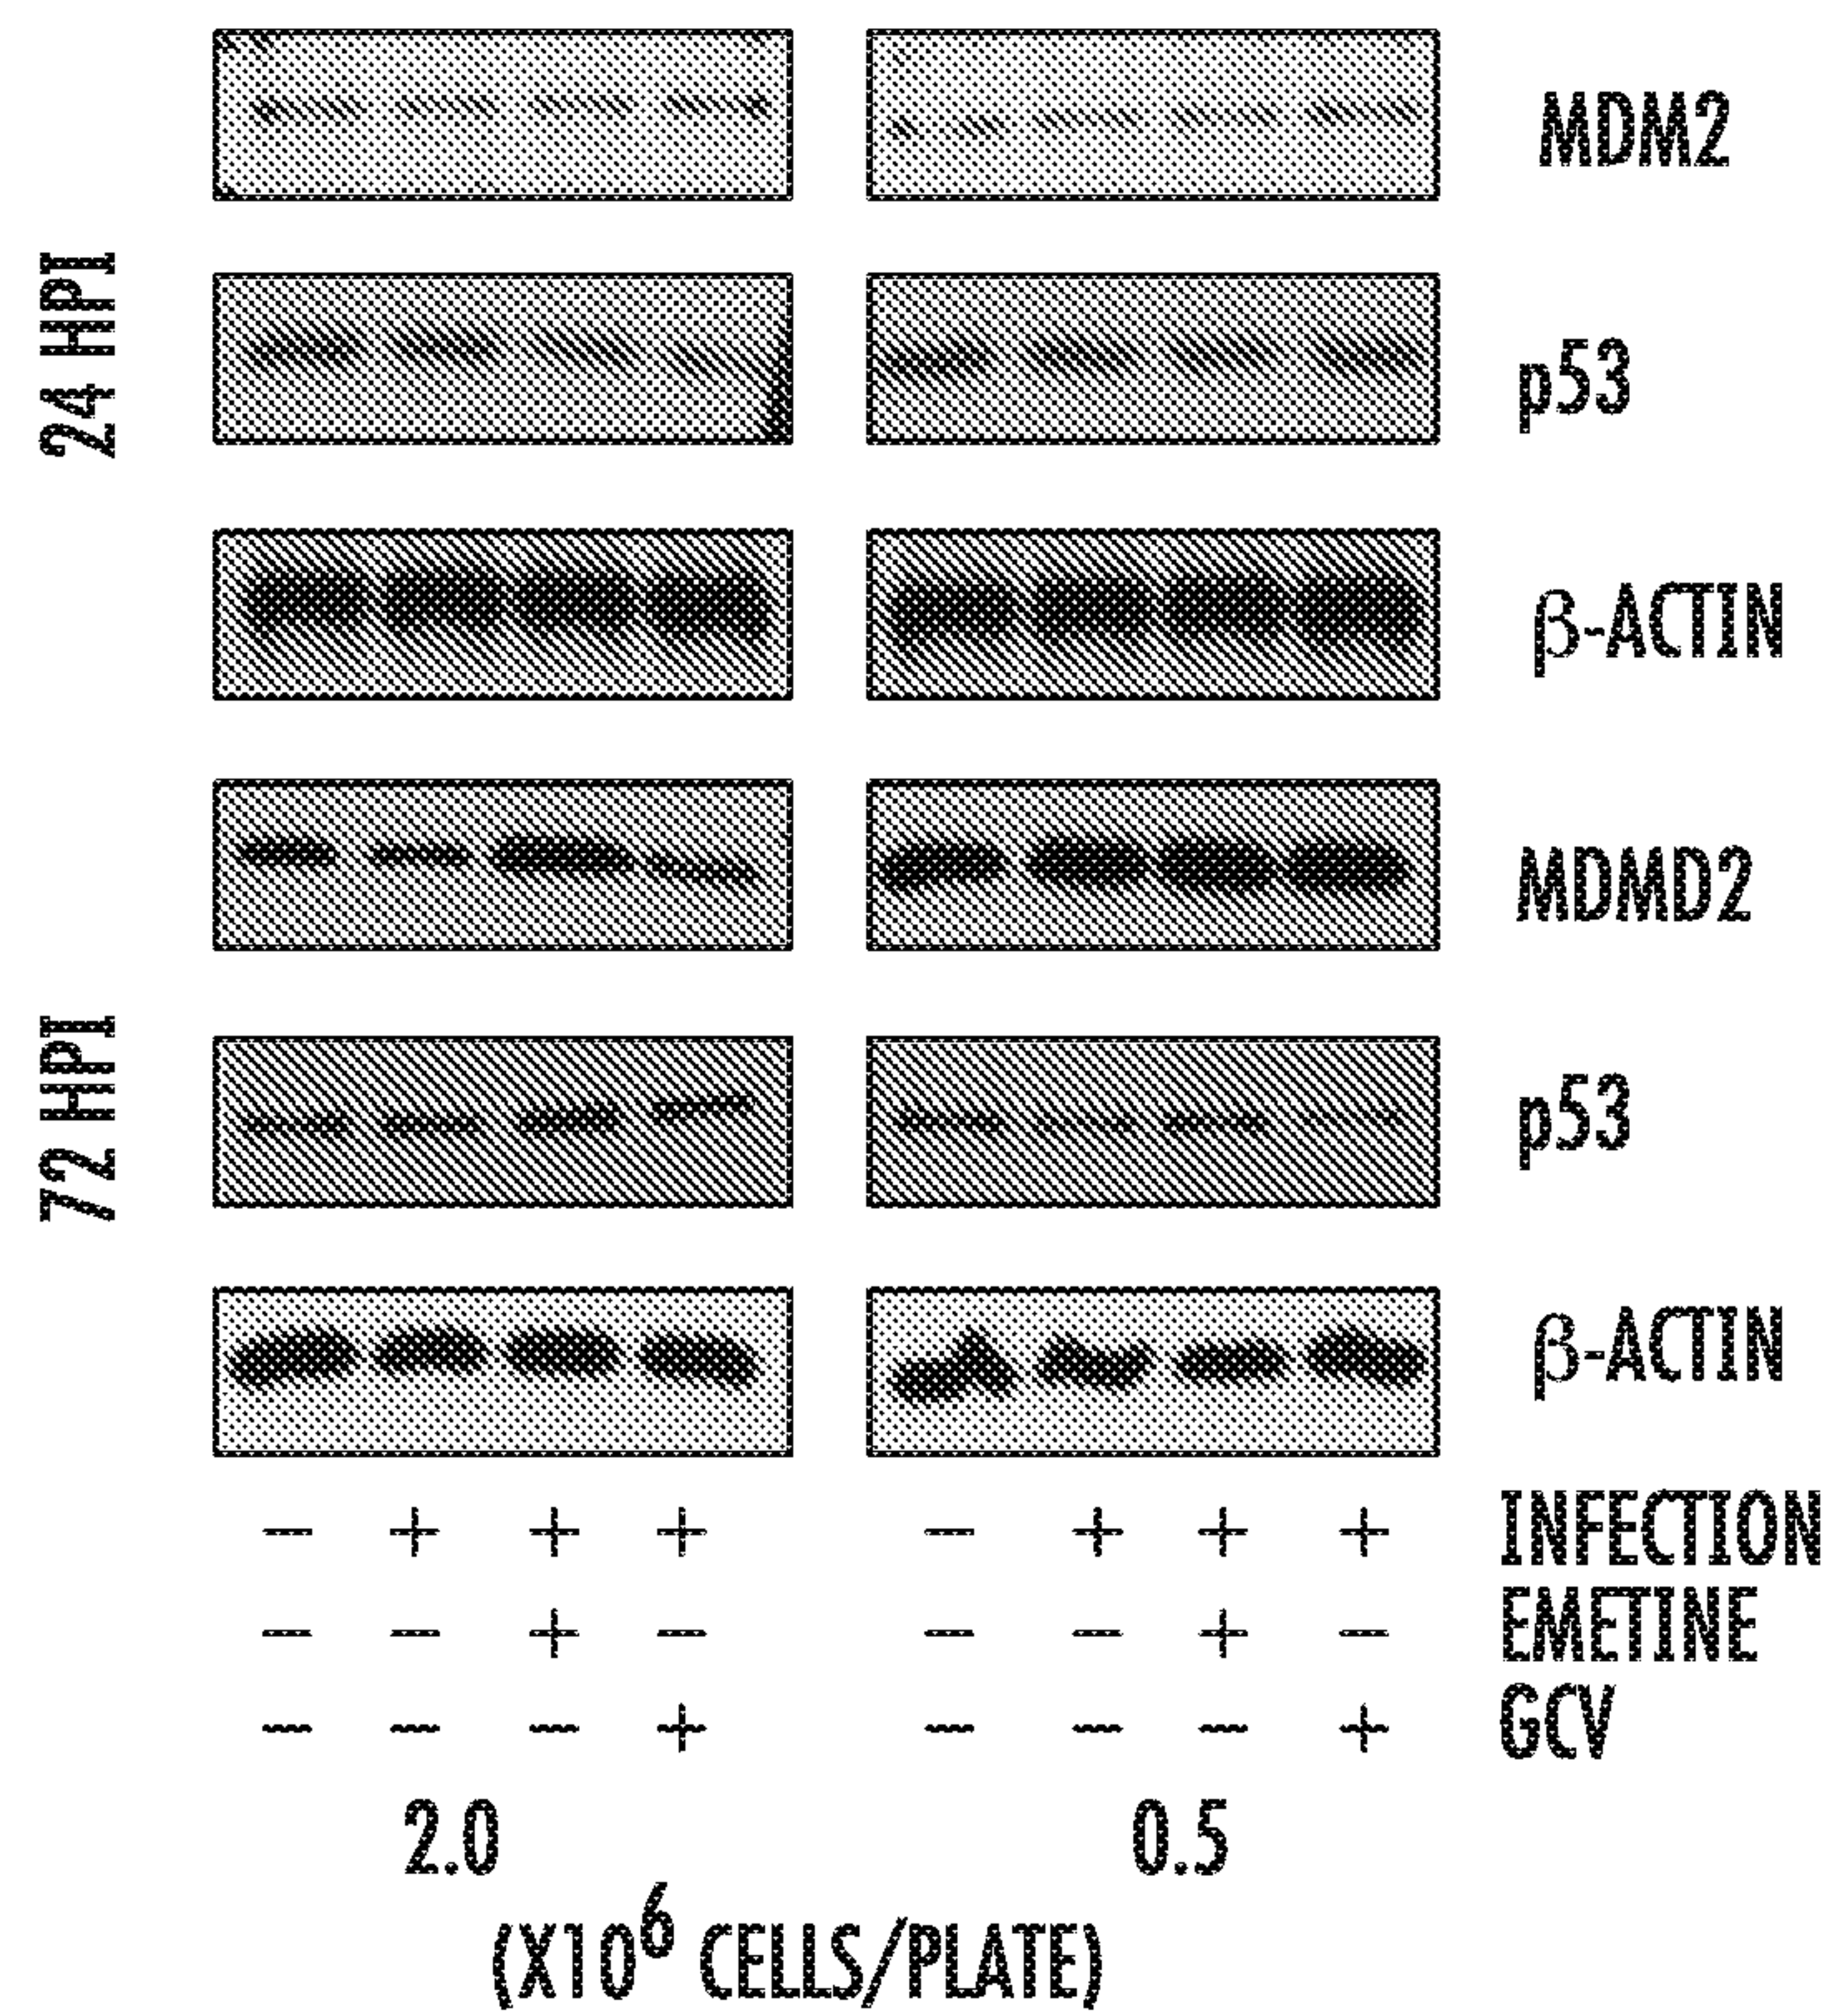 24 HPI
MDM2
p53
β-ACTIN
72 HPI
MDMD2
p53
β-ACTIN
− + + + − + + + INFECTION
− − + − − − + − EMETINE
− − − + − − − + GCV
2.0 0.5
(X10⁶ CELLS/PLATE)